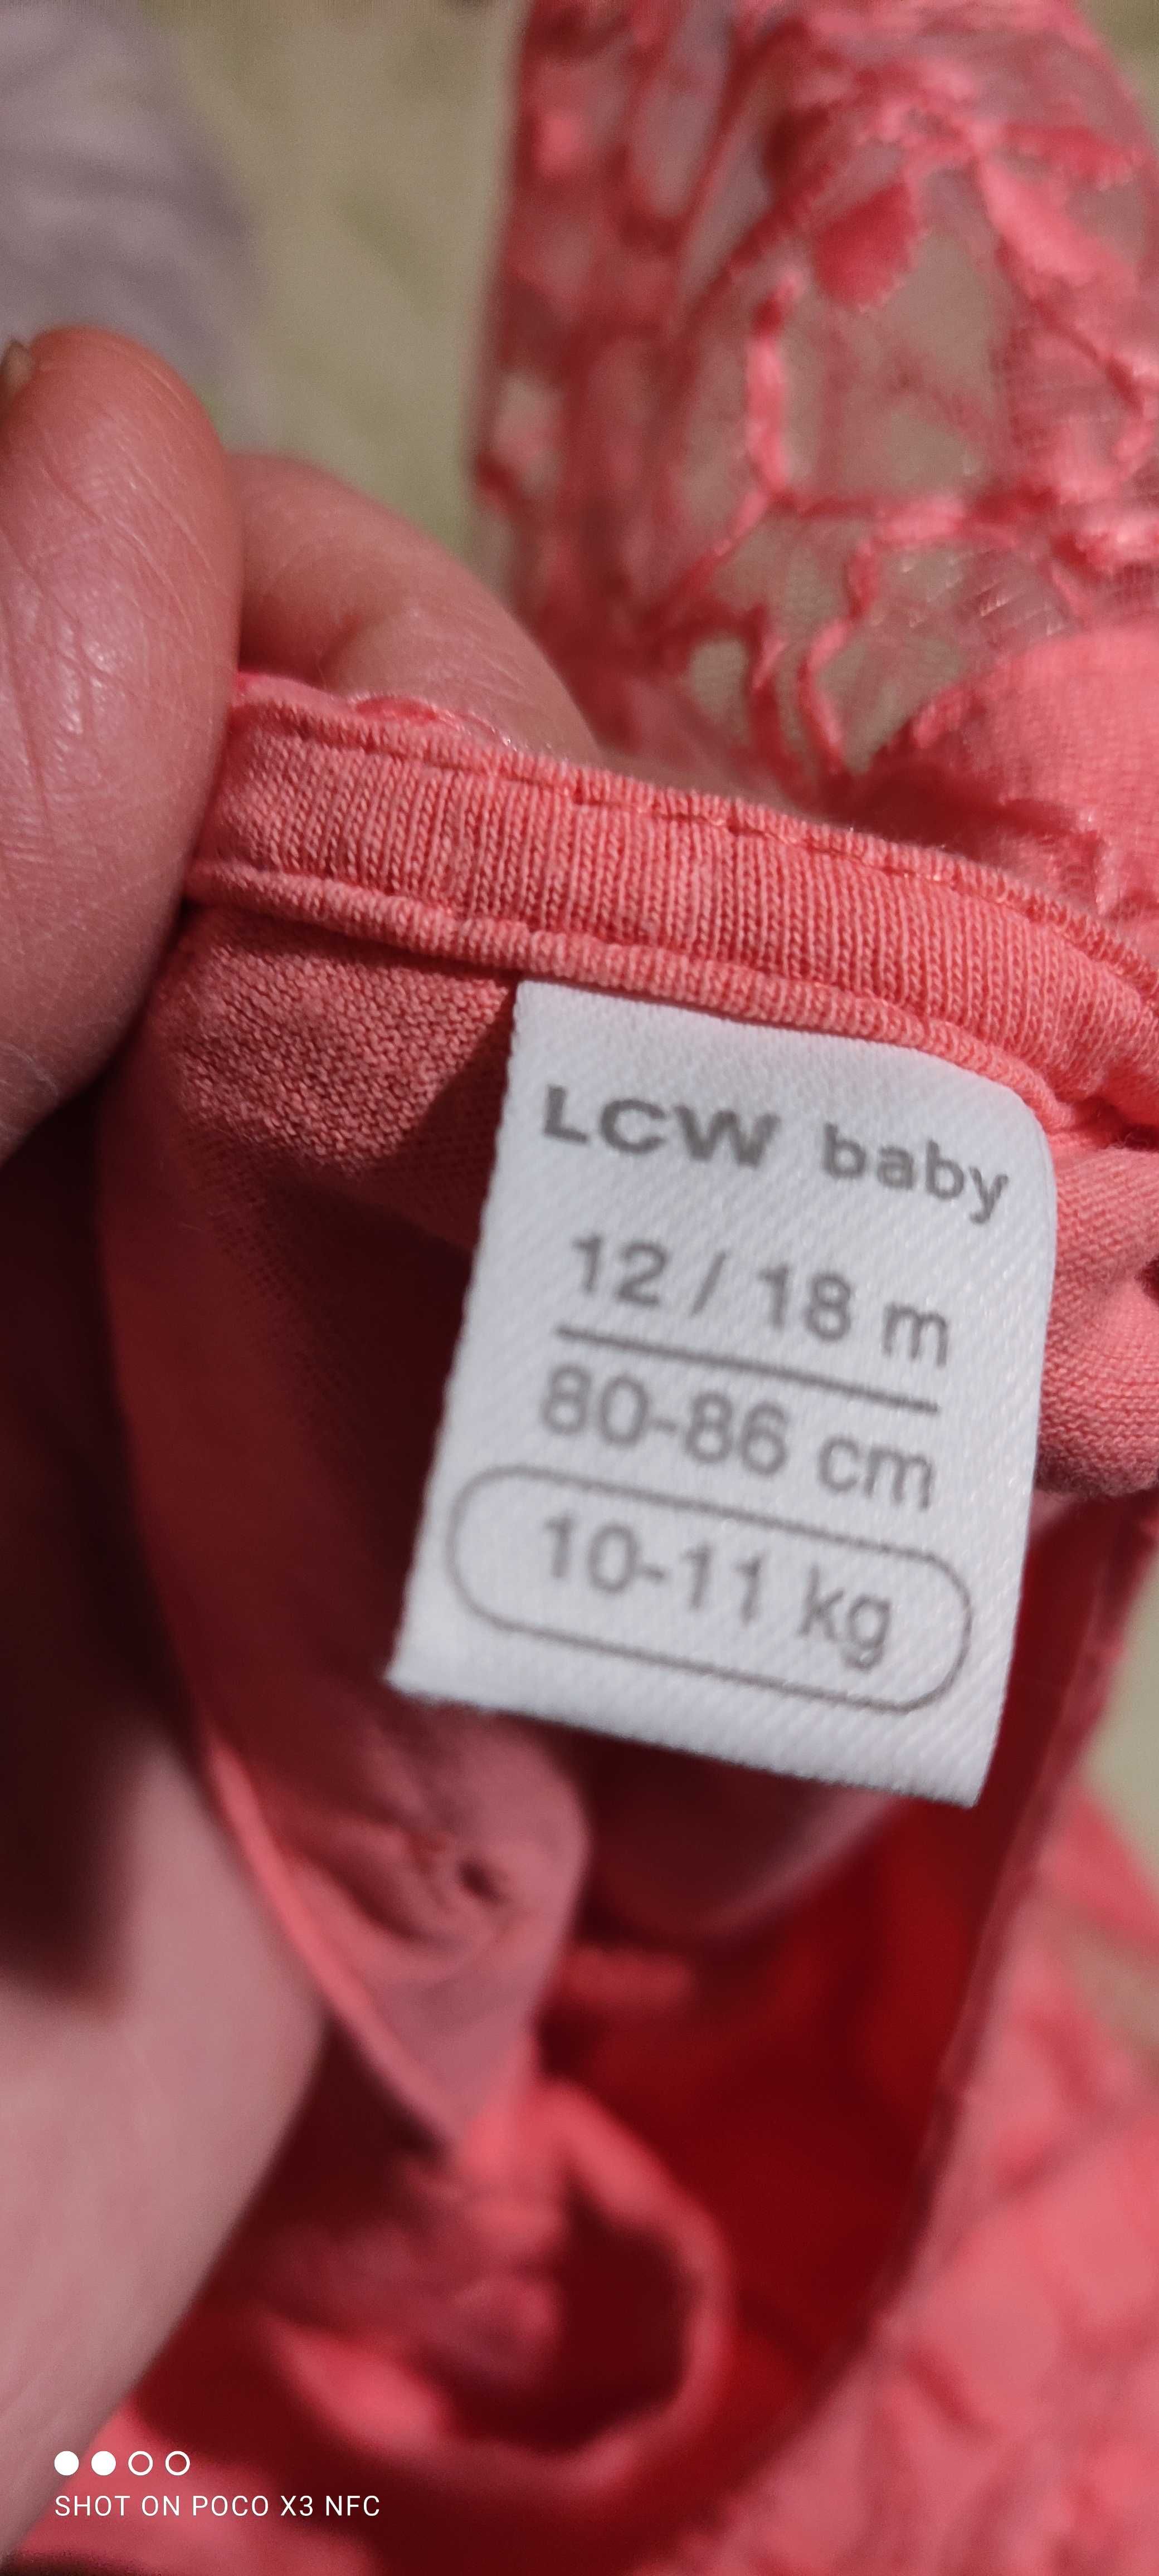 LCW baby
12 / 18 m
80-86 cm
10-11 kg
SHOT ON POCO X3 NFC